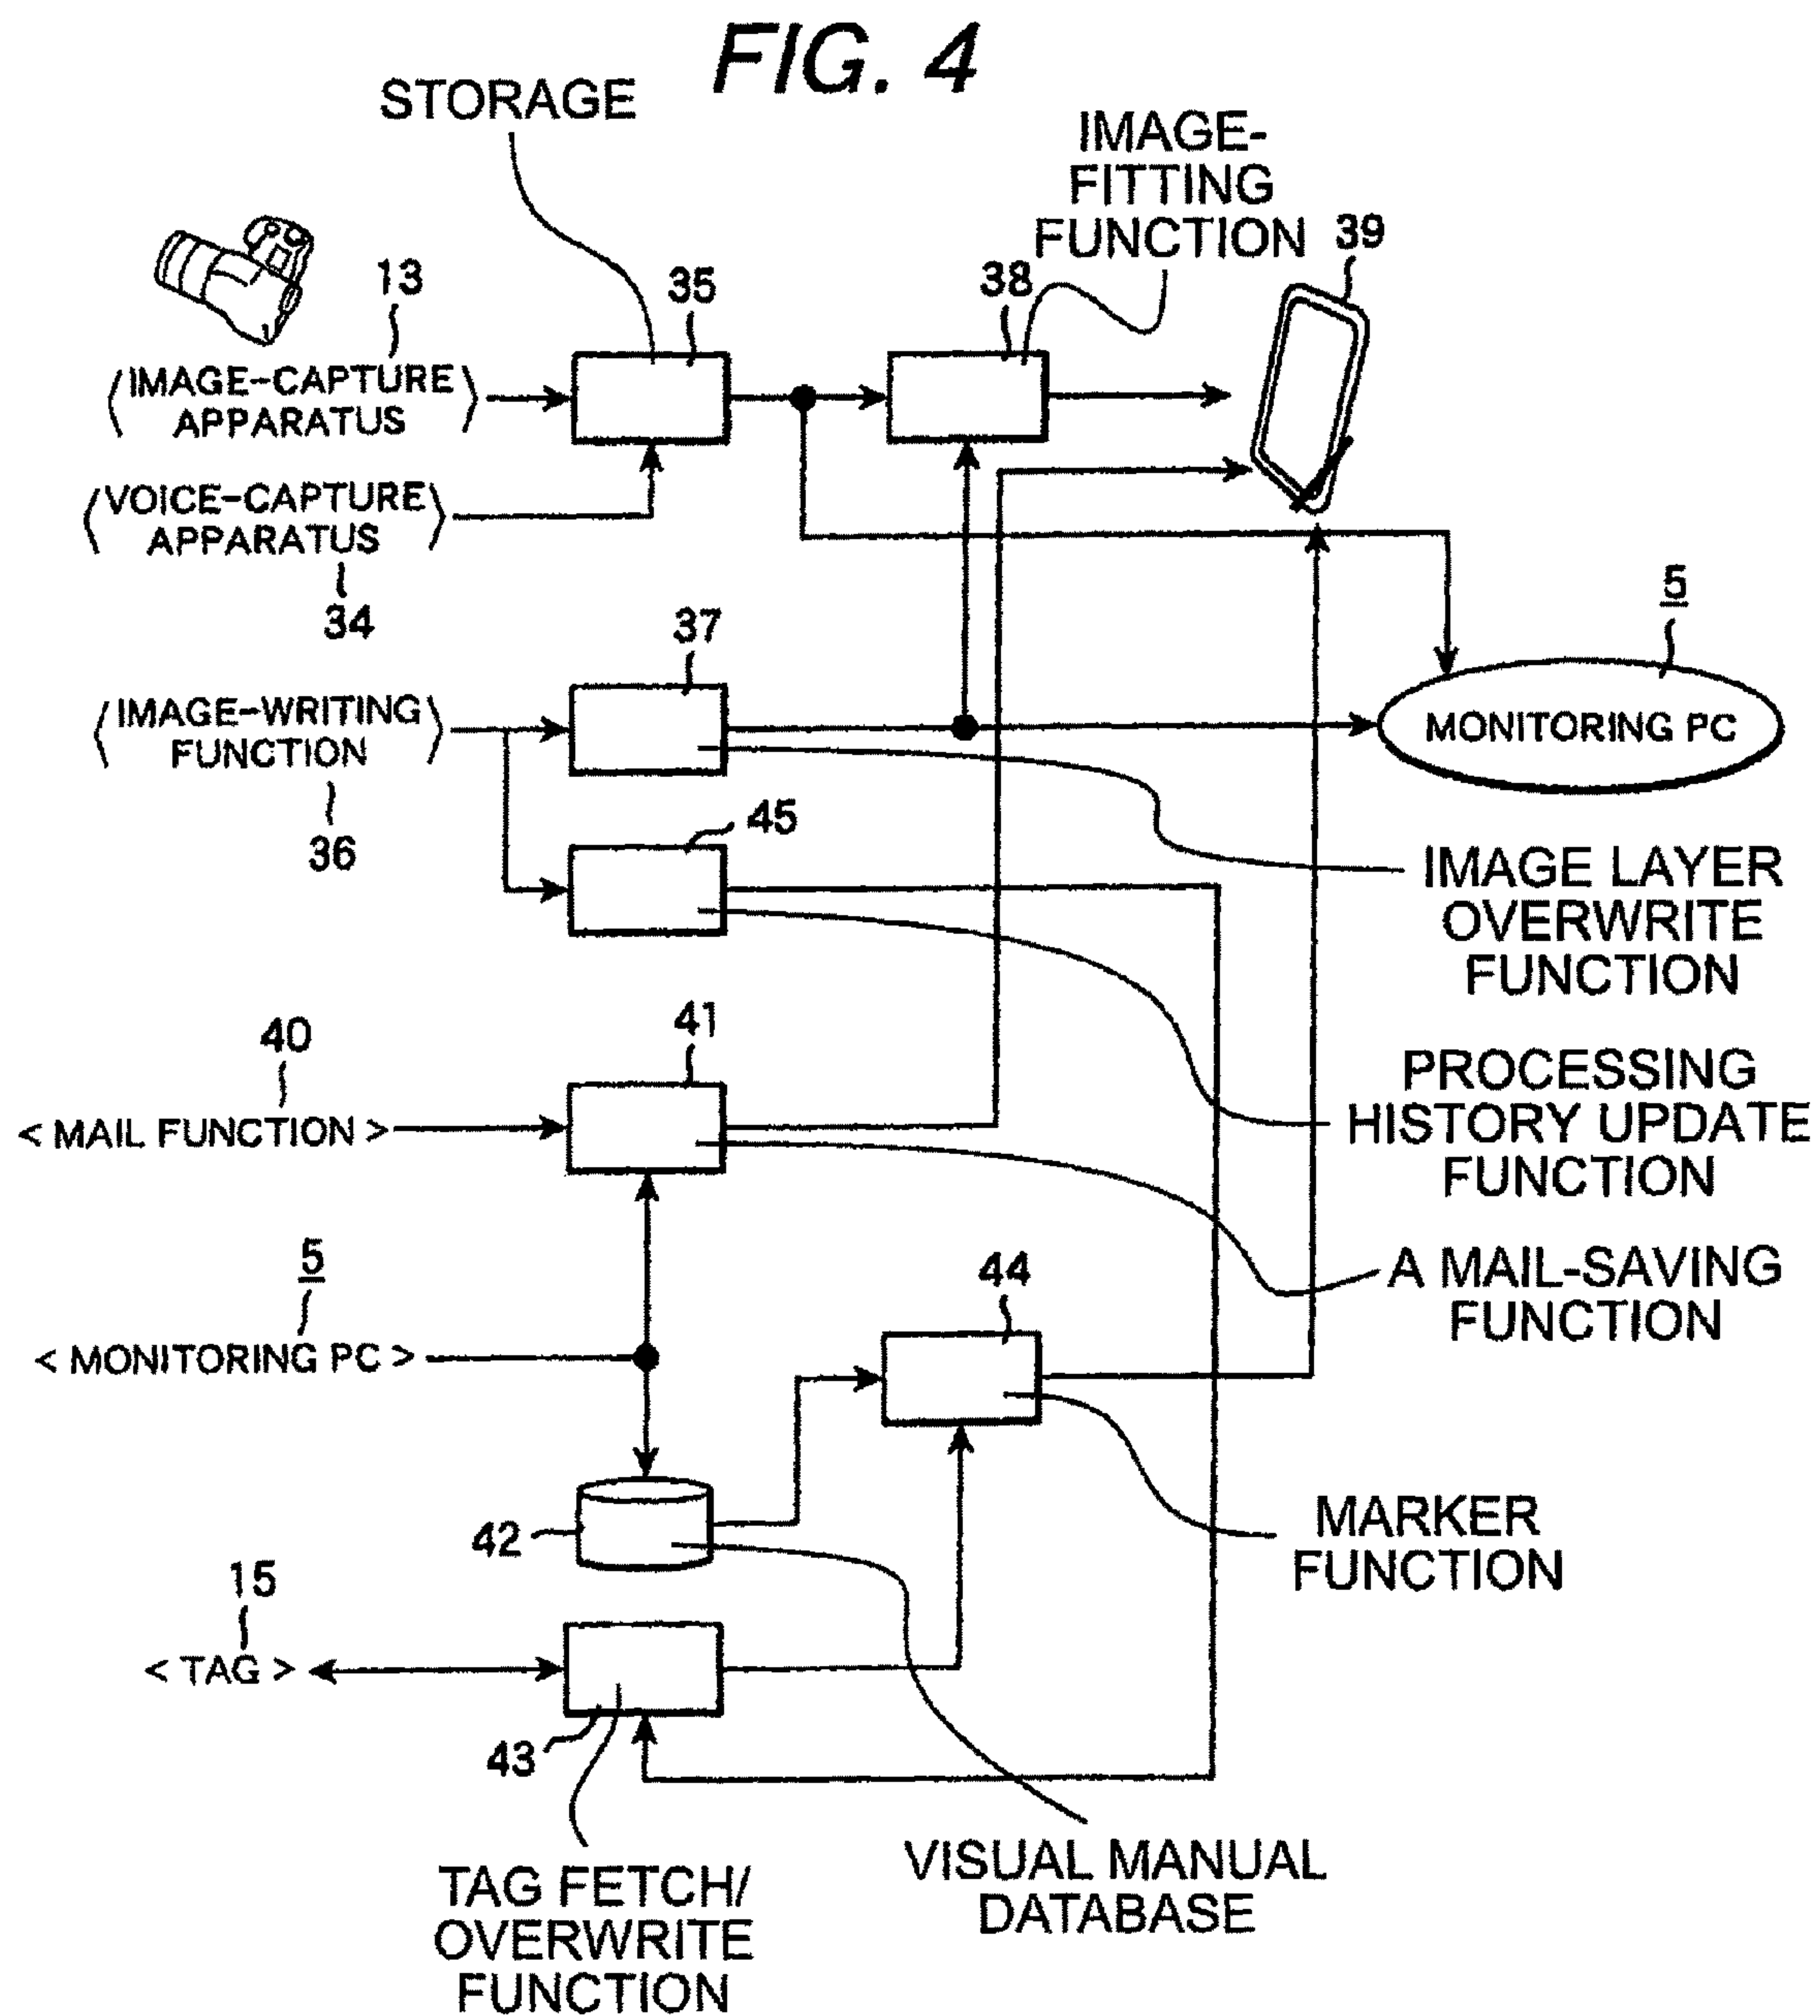 FIG. 4
STORAGE
IMAGE-
FITTING
FUNCTION
39
13
35
38
⟨IMAGE-CAPTURE
APPARATUS⟩
⟨VOICE-CAPTURE
APPARATUS⟩
34
5
37
⟨IMAGE-WRITING
FUNCTION⟩
MONITORING PC
36
45
IMAGE LAYER
OVERWRITE
FUNCTION
40
41
PROCESSING
HISTORY UPDATE
FUNCTION
< MAIL FUNCTION >
5
44
A MAIL-SAVING
FUNCTION
< MONITORING PC >
42
MARKER
FUNCTION
15
< TAG >
43
VISUAL MANUAL
DATABASE
TAG FETCH/
OVERWRITE
FUNCTION